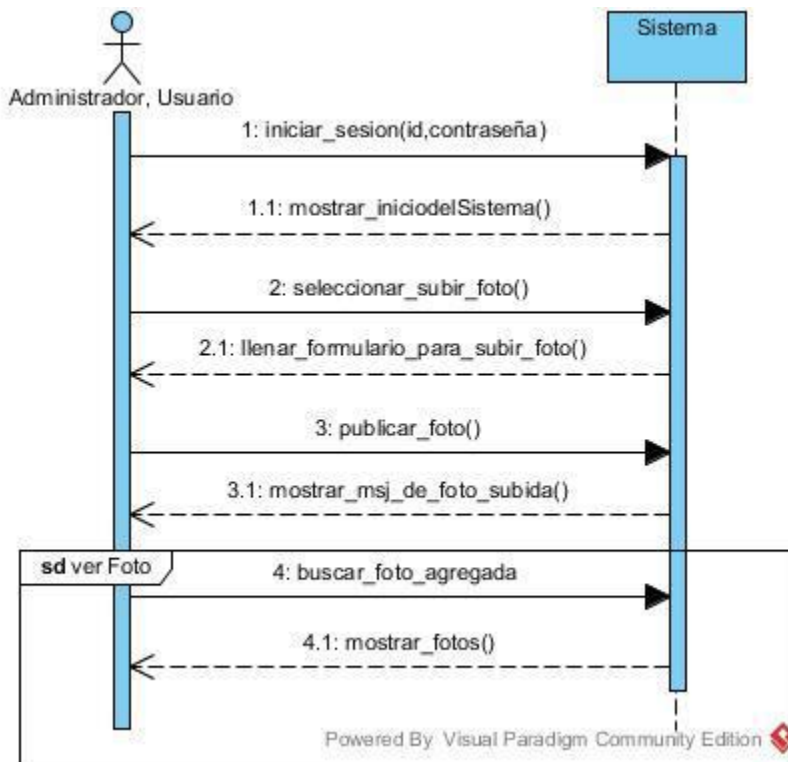 Sistema
Administrador, Usuario
1: iniciar_sesion(id,contraseña)
1.1: mostrar_iniciodelSistema()
2: seleccionar_subir_foto()
2.1: llenar_formulario_para_subir_foto()
3: publicar_foto()
3.1: mostrar_msj_de_foto_subida()
sd ver Foto
4: buscar_foto_agregada
4.1: mostrar_fotos()
Powered By Visual Paradigm Community Edition